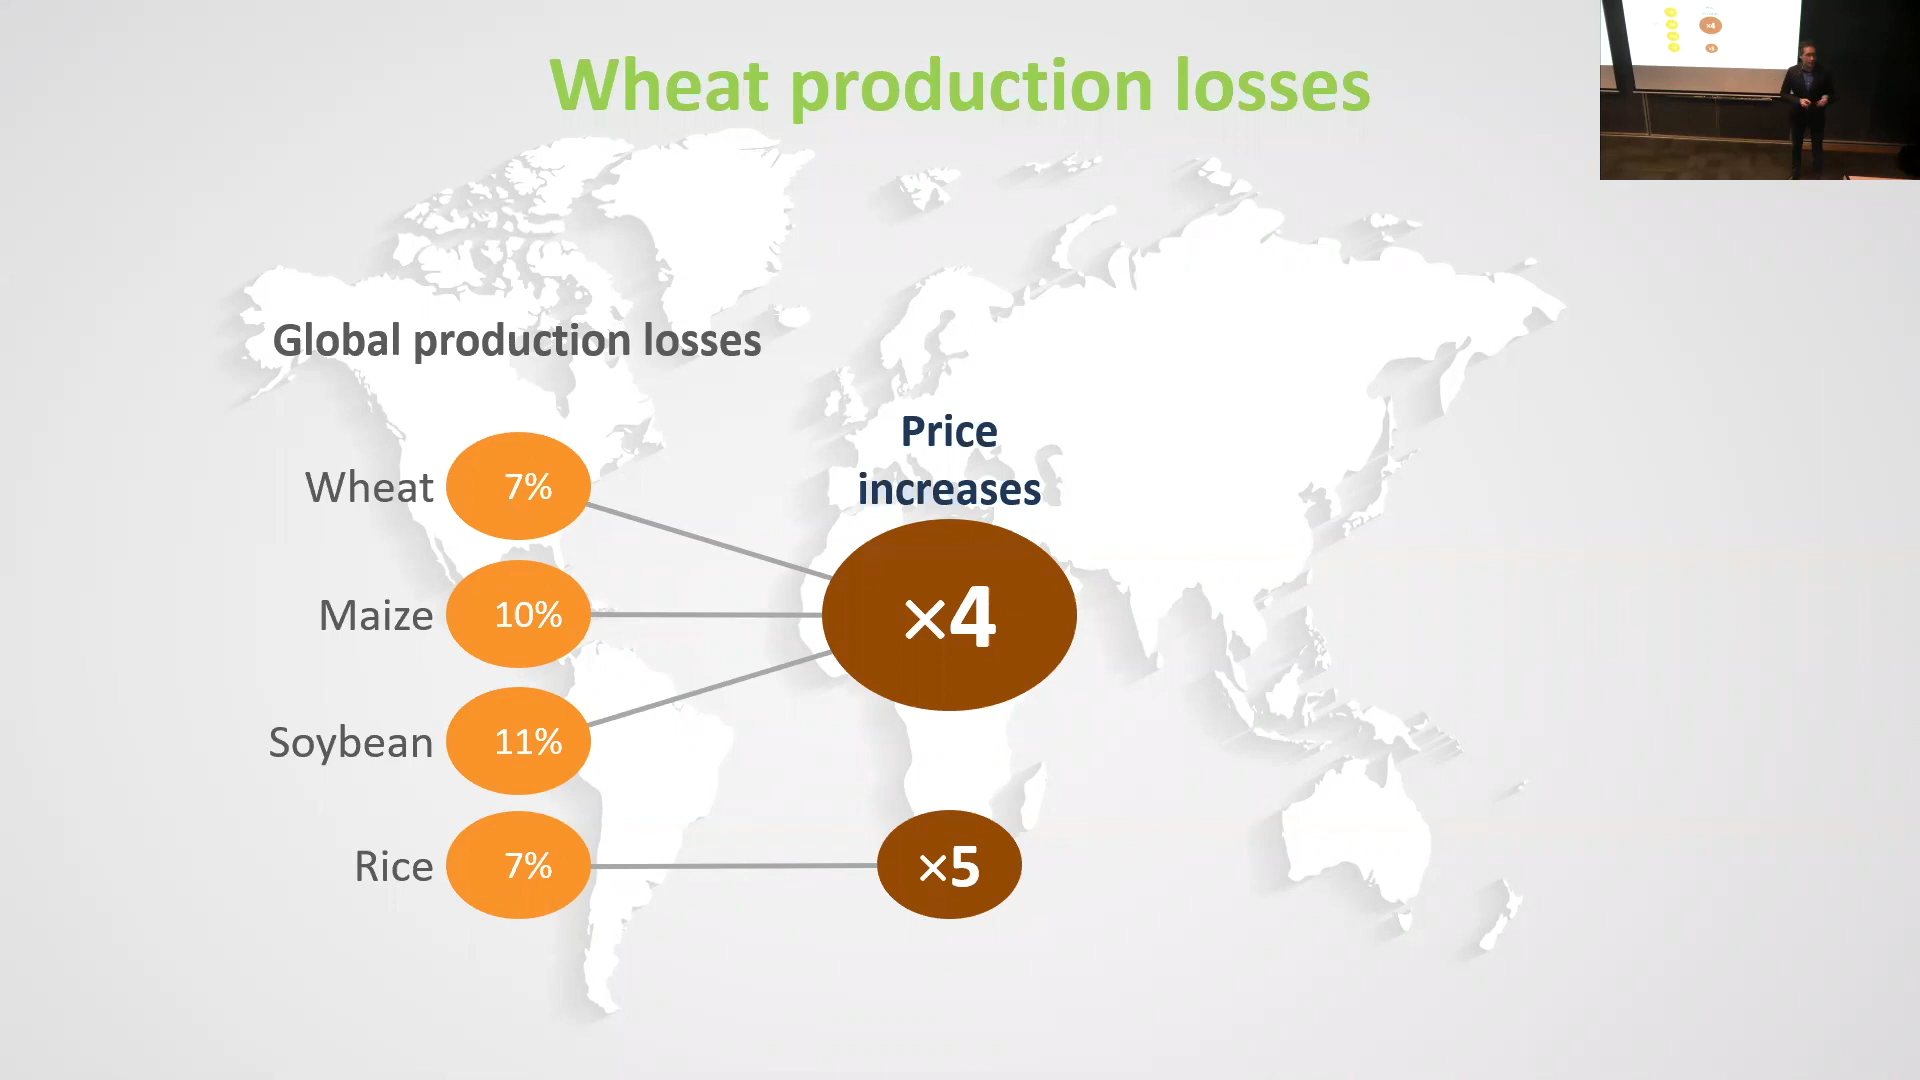 Wheat production losses
Global production losses
Price
increases
Wheat 7%
Maize 10%
×4
Soybean 11%
Rice 7%
×5